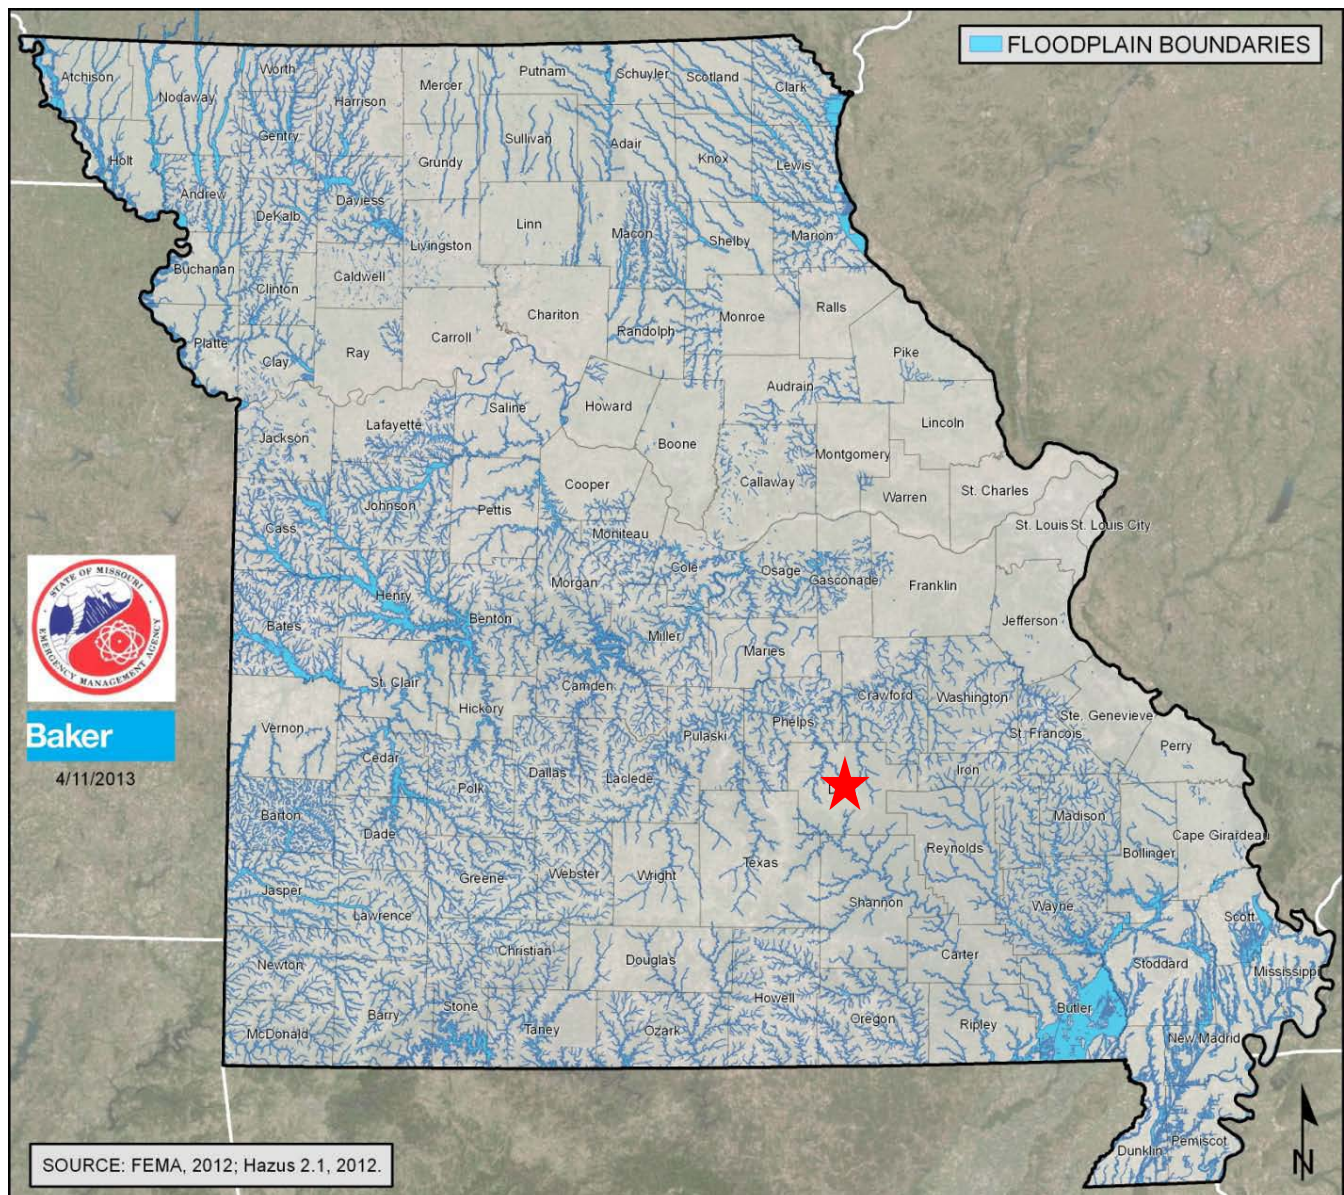 FLOODPLAIN BOUNDARIES
Atchison
Nodaway
Worth
Harrison
Mercer
Putnam
Schuyler
Scotland
Clark
Holt
Gentry
Grundy
Sullivan
Adair
Knox
Lewis
Andrew
DeKalb
Daviess
Livingston
Linn
Macon
Shelby
Marion
Buchanan
Clinton
Caldwell
Chariton
Randolph
Monroe
Ralls
Platte
Clay
Ray
Carroll
Pike
Audrain
Jackson
Lafayette
Saline
Howard
Boone
Lincoln
Montgomery
Callaway
Warren
St. Charles
Cooper
Johnson
Pettis
Cass
Moniteau
St. Louis
St. Louis City
Cole
Osage
Gasconade
Franklin
Morgan
Henry
Benton
Miller
Maries
Jefferson
Bates
STATE OF MISSOURI
EMERGENCY MANAGEMENT AGENCY
Baker
4/11/2013
St. Clair
Camden
Hickory
Crawford
Washington
Ste. Genevieve
St. Francois
Perry
Vernon
Pulaski
Phelps
Cedar
Polk
Dallas
Laclede
Iron
Barton
Dade
Madison
Cape Girardeau
Bollinger
Reynolds
Jasper
Greene
Webster
Wright
Texas
Lawrence
Shannon
Wayne
Scott
Newton
Christian
Douglas
Carter
Stoddard
Mississippi
McDonald
Barry
Stone
Taney
Ozark
Howell
Oregon
Ripley
Butler
New Madrid
Dunklin
Pemiscot
SOURCE: FEMA, 2012; Hazus 2.1, 2012.
N